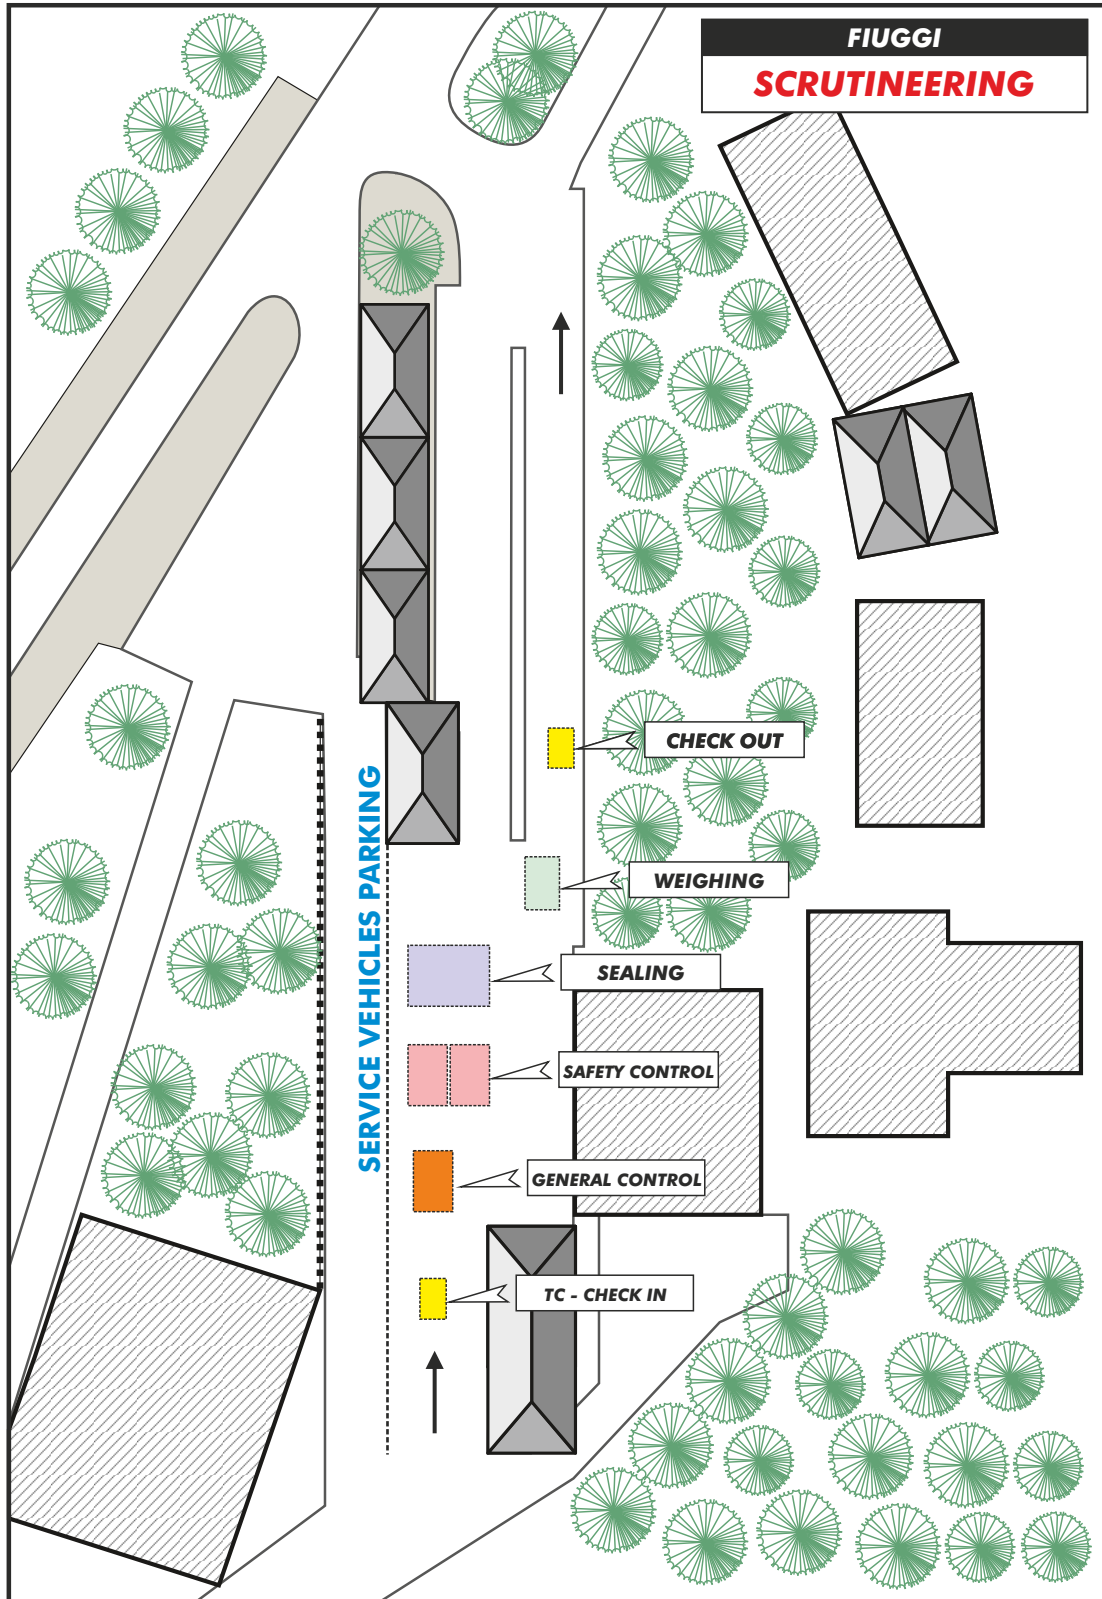 FIUGGI
SCRUTINEERING
CHECK OUT
SERVICE VEHICLES PARKING
WEIGHING
SEALING
SAFETY CONTROL
GENERAL CONTROL
TC - CHECK IN